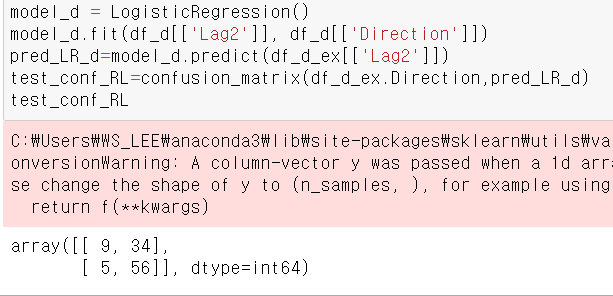 model_d = LogisticRegression()
model_d.fit(df_d[['Lag2']], df_d[['Direction']])
pred_LR_d=model_d.predict(df_d_ex[['Lag2']])
test_conf_RL=confusion_matrix(df_d_ex.Direction,pred_LR_d)
test_conf_RL
C:₩Users₩WS_LEE₩anaconda3₩lib₩site-packages₩sklearn₩utils₩va
onversionWarning: A column-vector y was passed when a 1d arr
se change the shape of y to (n_samples, ), for example using
return f(**kwargs)
array([[ 9, 34],
[ 5, 56]], dtype=int64)